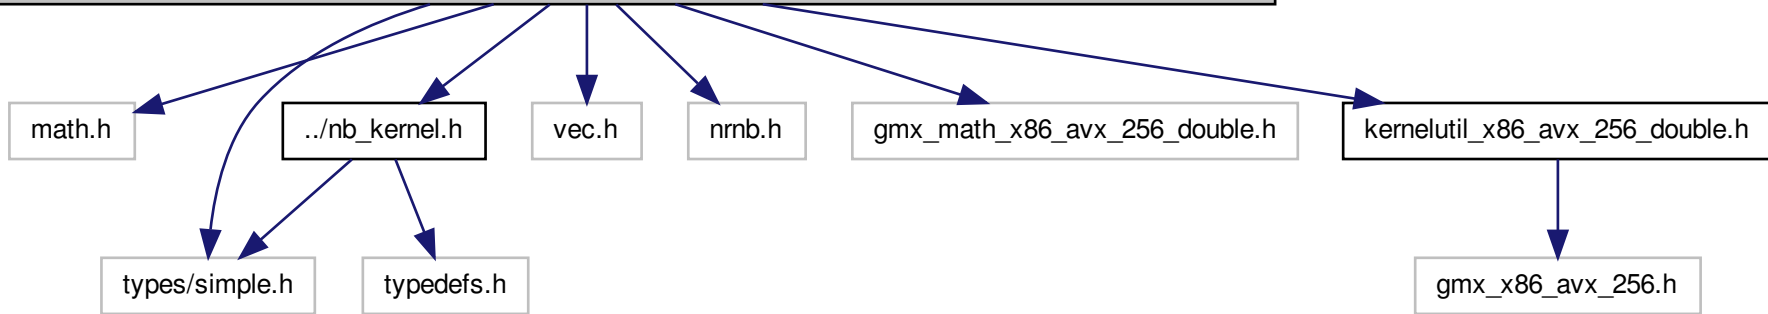 math.h
../nb_kernel.h
vec.h
nrnb.h
gmx_math_x86_avx_256_double.h
kernelutil_x86_avx_256_double.h
types/simple.h
typedefs.h
gmx_x86_avx_256.h